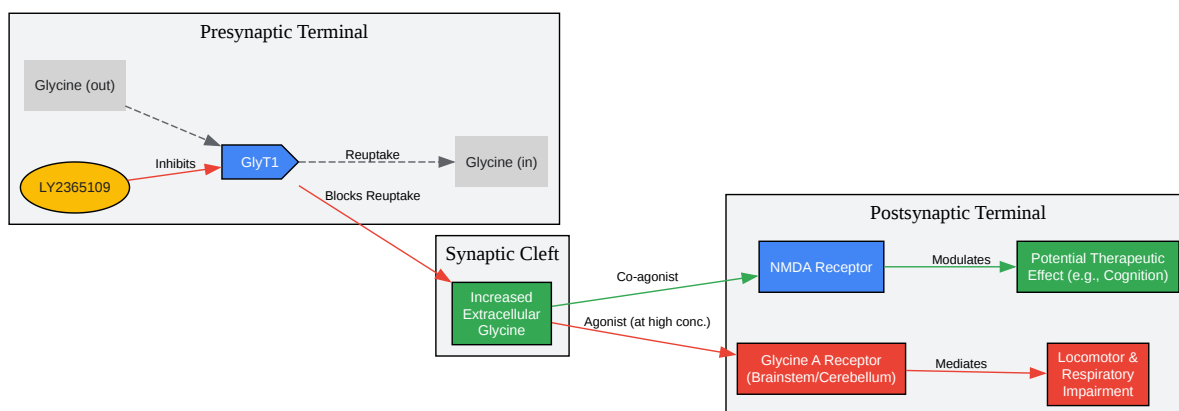 Presynaptic Terminal
Glycine (out)
LY2365109
Inhibits
GlyT1
Reuptake
Glycine (in)
Blocks Reuptake
Synaptic Cleft
Increased
Extracellular
Glycine
Co-agonist
Agonist (at high conc.)
Postsynaptic Terminal
NMDA Receptor
Modulates
Potential Therapeutic
Effect (e.g., Cognition)
Glycine A Receptor
(Brainstem/Cerebellum)
Mediates
Locomotor &
Respiratory
Impairment